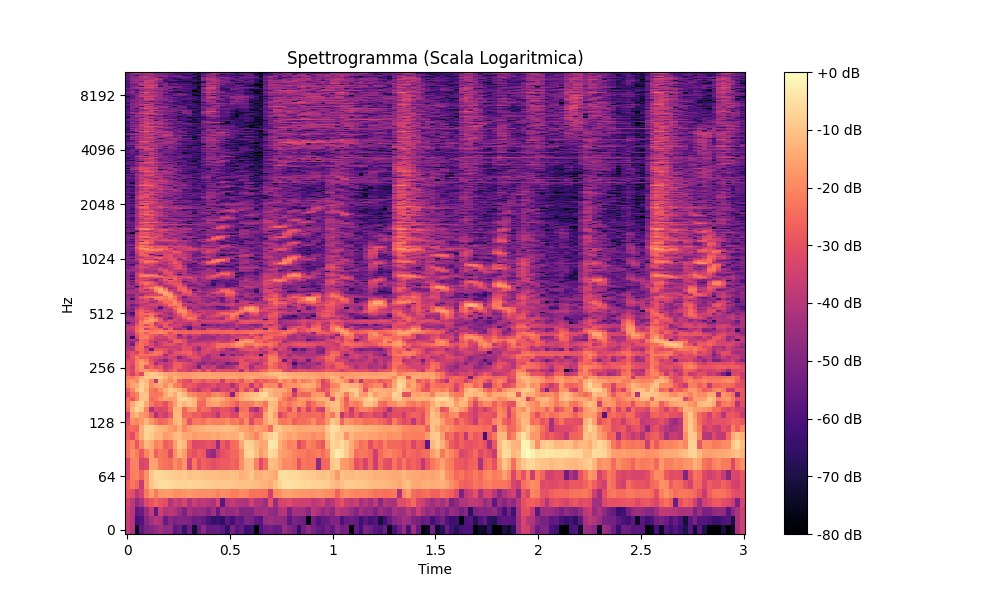 Spettrogramma (Scala Logaritmica)
8192
4096
2048
1024
512
256
128
64
0
Hz
0
0.5
1
1.5
2
2.5
3
Time
+0 dB
-10 dB
-20 dB
-30 dB
-40 dB
-50 dB
-60 dB
-70 dB
-80 dB